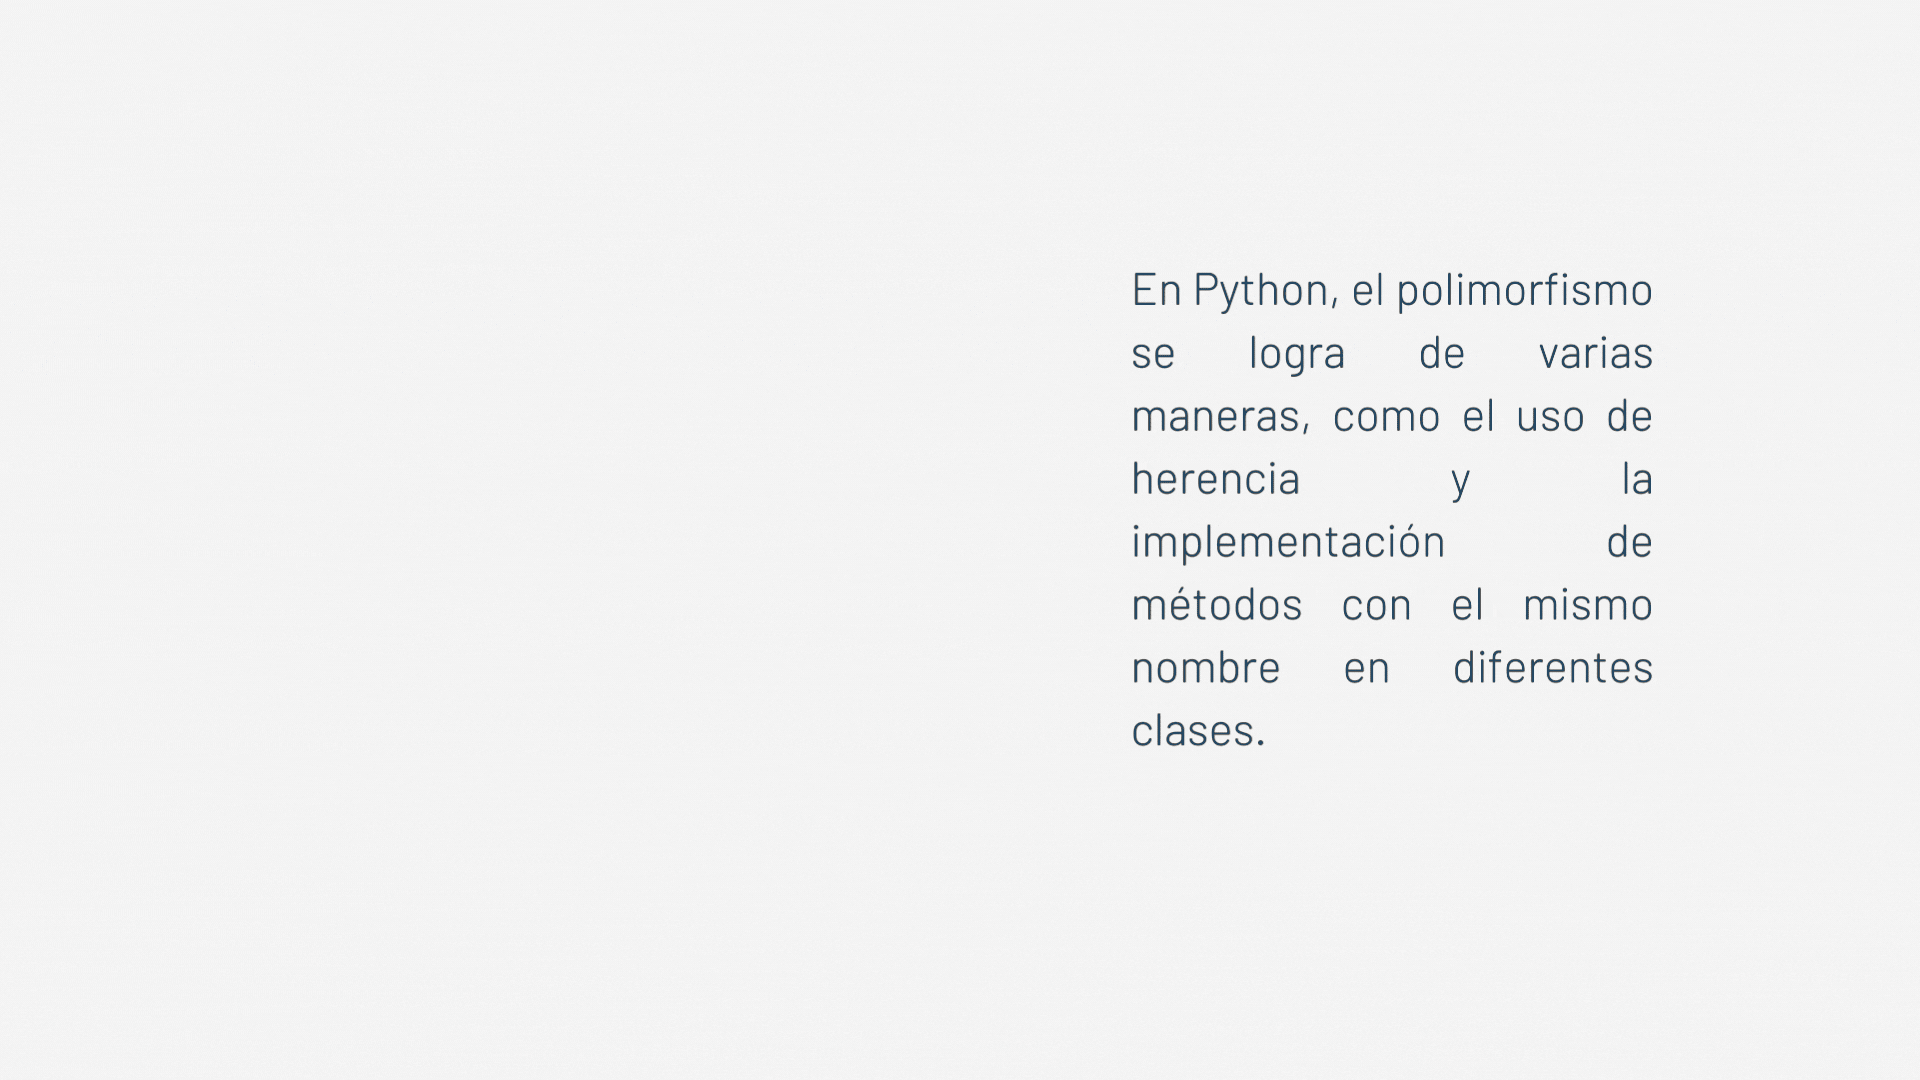 En Python, el polimorfismo
se logra de varias
maneras, como el uso de
herencia y la
implementación de
métodos con el mismo
nombre en diferentes
clases.